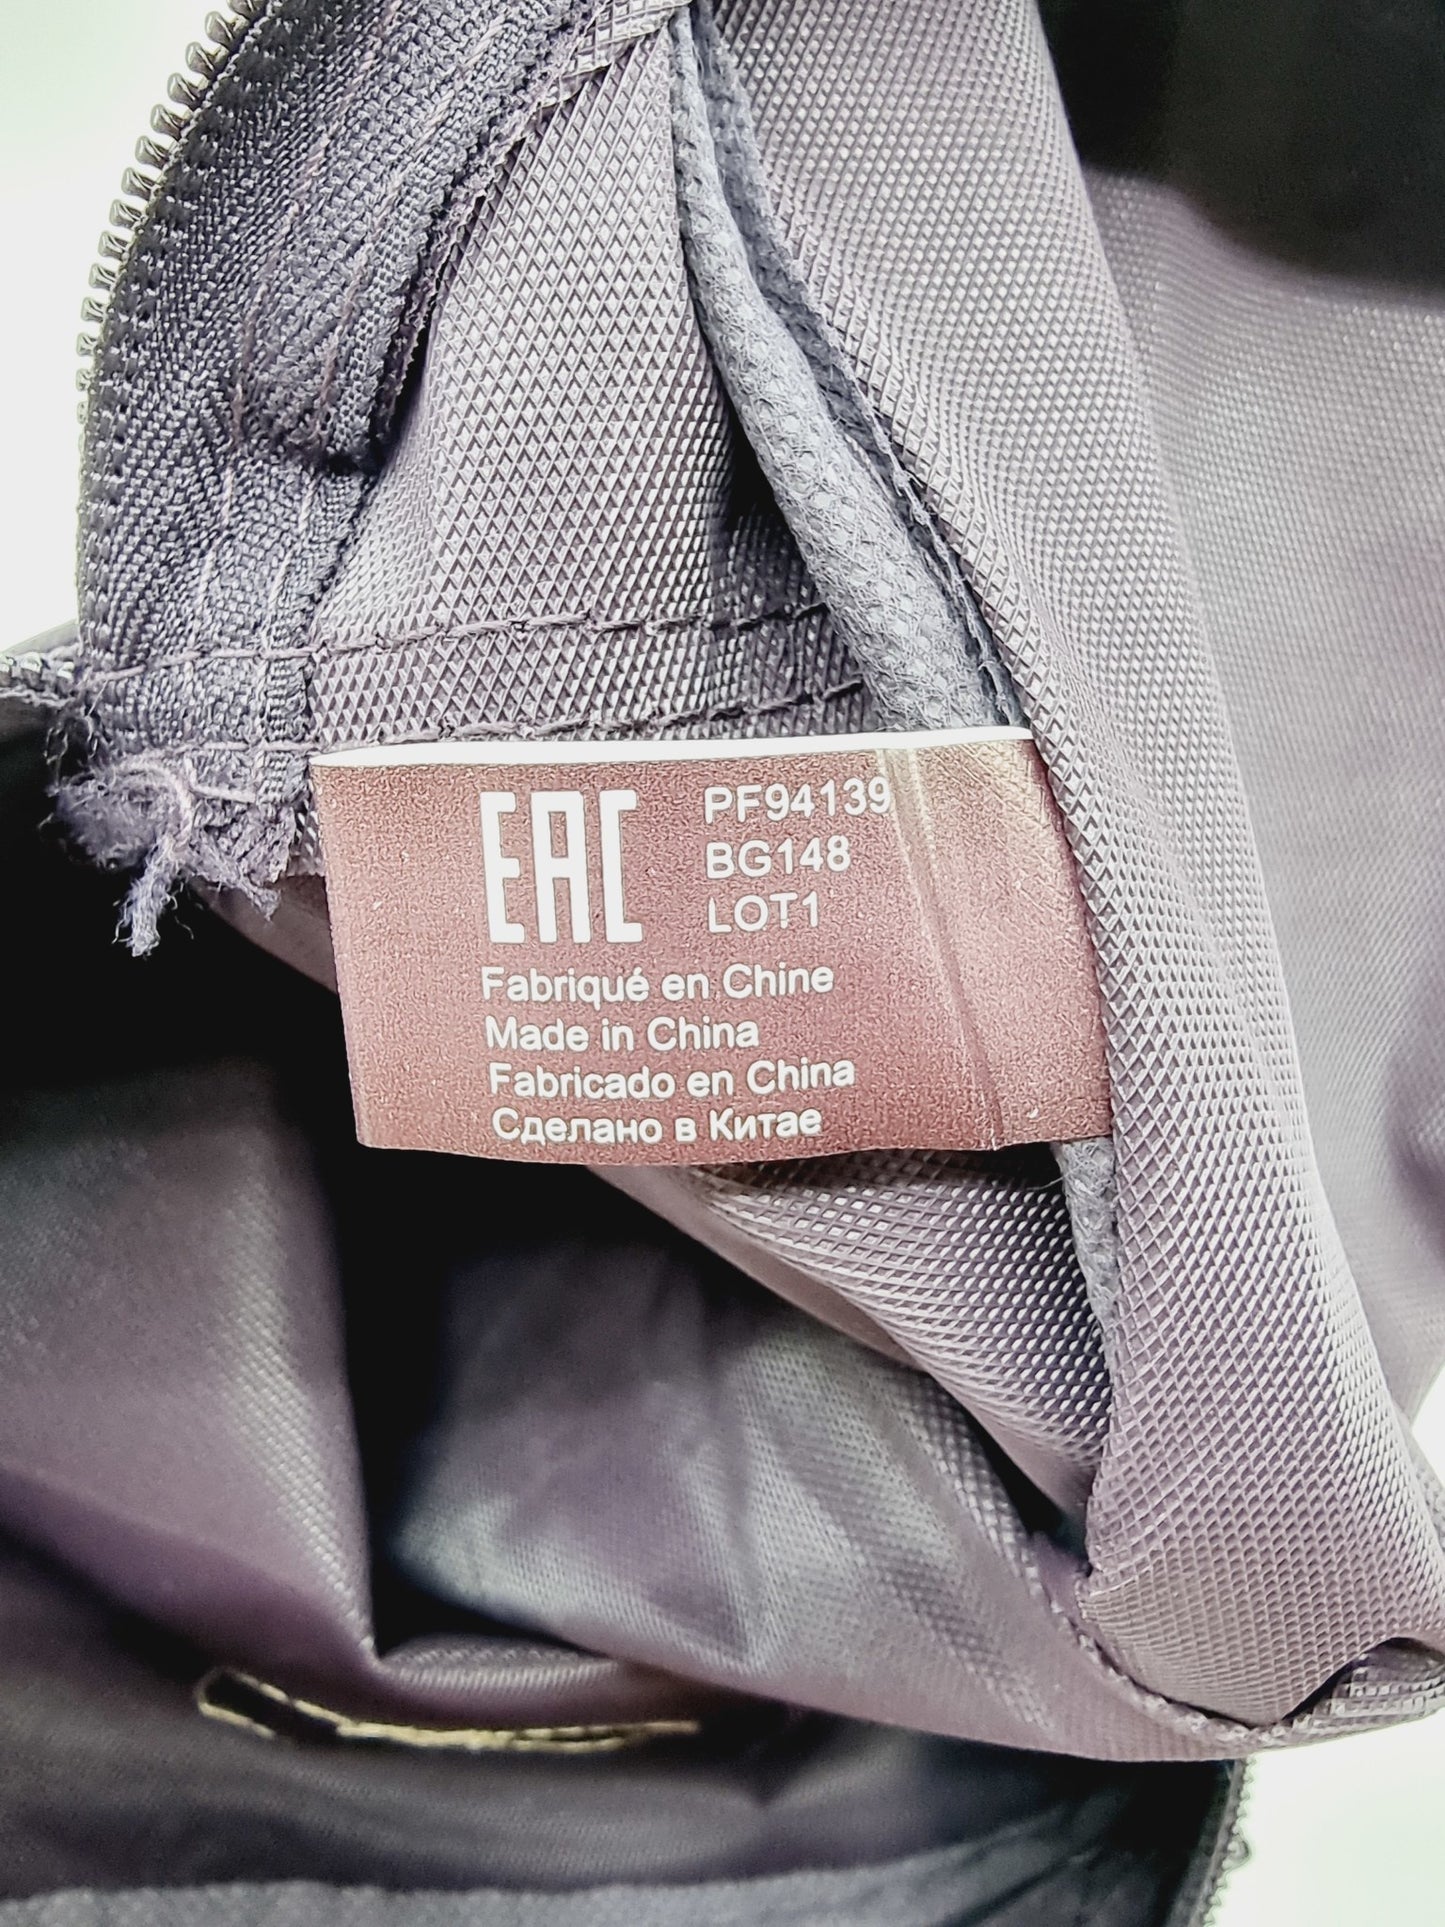 EAC
PF94139
BG148
LOT1
Fabriqué en Chine
Made in China
Fabricado en China
Сделано в Китае